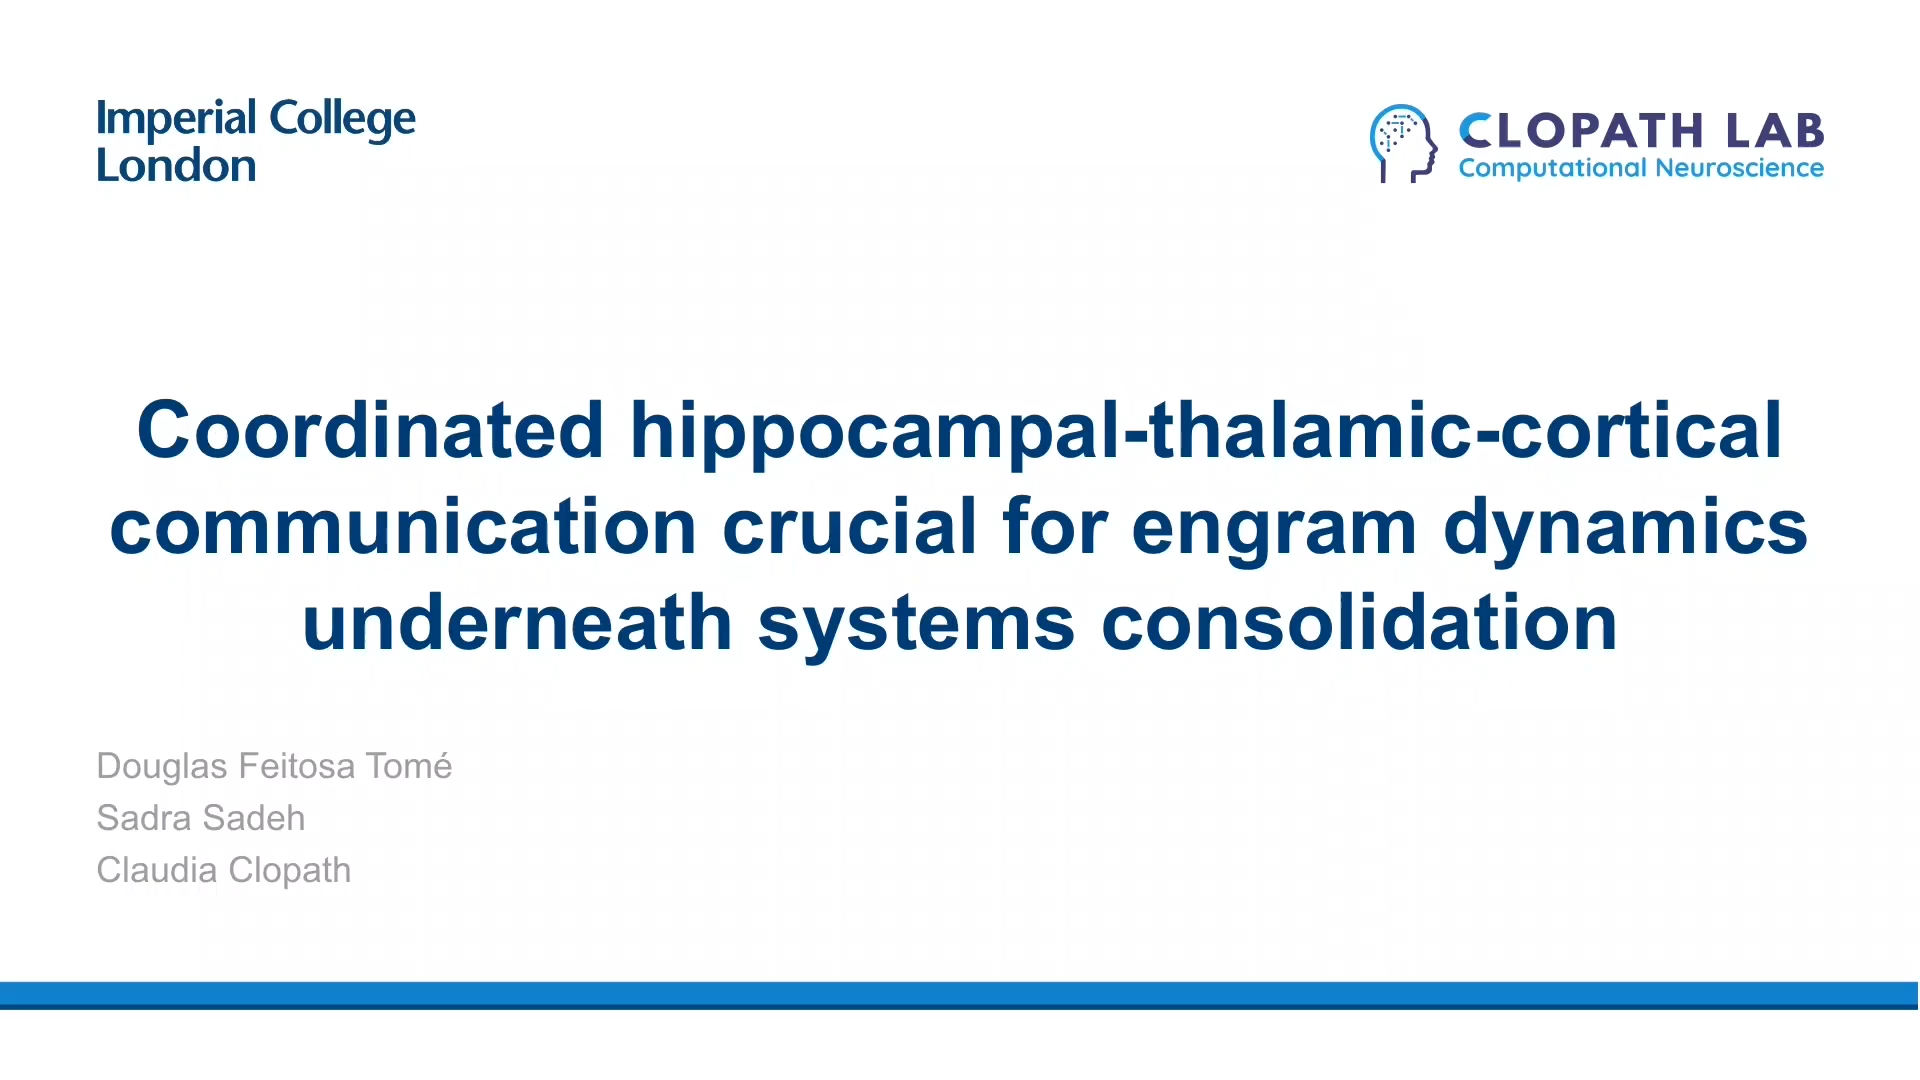 Imperial College
London
CLOPATH LAB
Computational Neuroscience
Coordinated hippocampal-thalamic-cortical
communication crucial for engram dynamics
underneath systems consolidation
Douglas Feitosa Tomé
Sadra Sadeh
Claudia Clopath